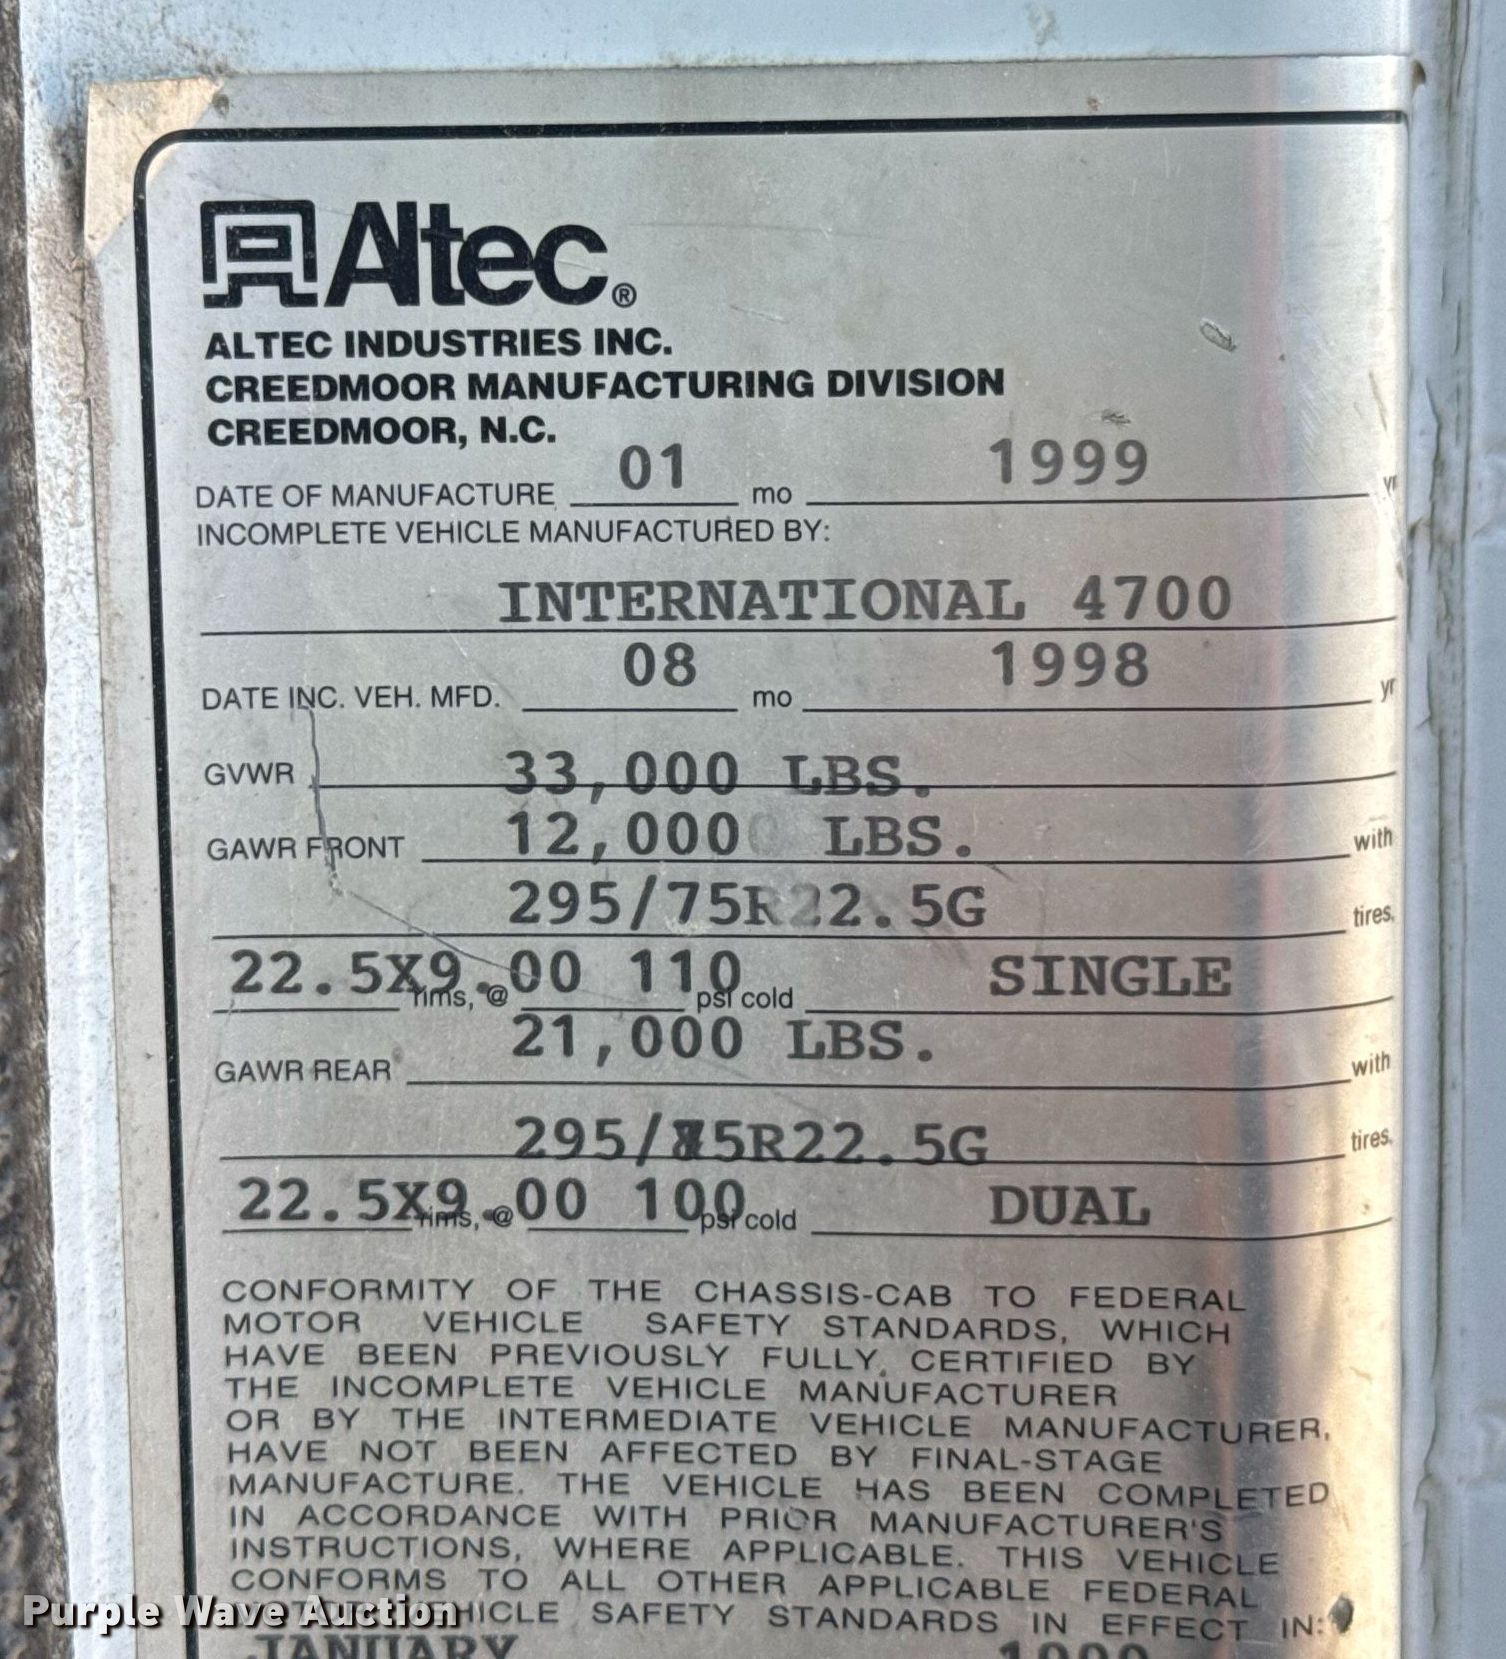 Altec®
ALTEC INDUSTRIES INC.
CREEDMOOR MANUFACTURING DIVISION
CREEDMOOR, N.C.
DATE OF MANUFACTURE 01 mo 1999 yr
INCOMPLETE VEHICLE MANUFACTURED BY:
INTERNATIONAL 4700
DATE INC. VEH. MFD. 08 mo 1998 yr
GVWR 33,000 LBS.
GAWR FRONT 12,000 LBS. with
295/75R22.5G tires,
22.5X9.00 rims, @ 110 psi cold SINGLE
GAWR REAR 21,000 LBS. with
295/75R22.5G tires,
22.5X9.00 rims, @ 100 psi cold DUAL
CONFORMITY OF THE CHASSIS-CAB TO FEDERAL
MOTOR VEHICLE SAFETY STANDARDS, WHICH
HAVE BEEN PREVIOUSLY FULLY CERTIFIED BY
THE INCOMPLETE VEHICLE MANUFACTURER
OR BY THE INTERMEDIATE VEHICLE MANUFACTURER,
HAVE NOT BEEN AFFECTED BY FINAL-STAGE
MANUFACTURE. THE VEHICLE HAS BEEN COMPLETED
IN ACCORDANCE WITH PRIOR MANUFACTURER'S
INSTRUCTIONS, WHERE APPLICABLE. THIS VEHICLE
CONFORMS TO ALL OTHER APPLICABLE FEDERAL
SAFETY STANDARDS IN EFFECT IN:
Purple Wave Auction
JANUARY